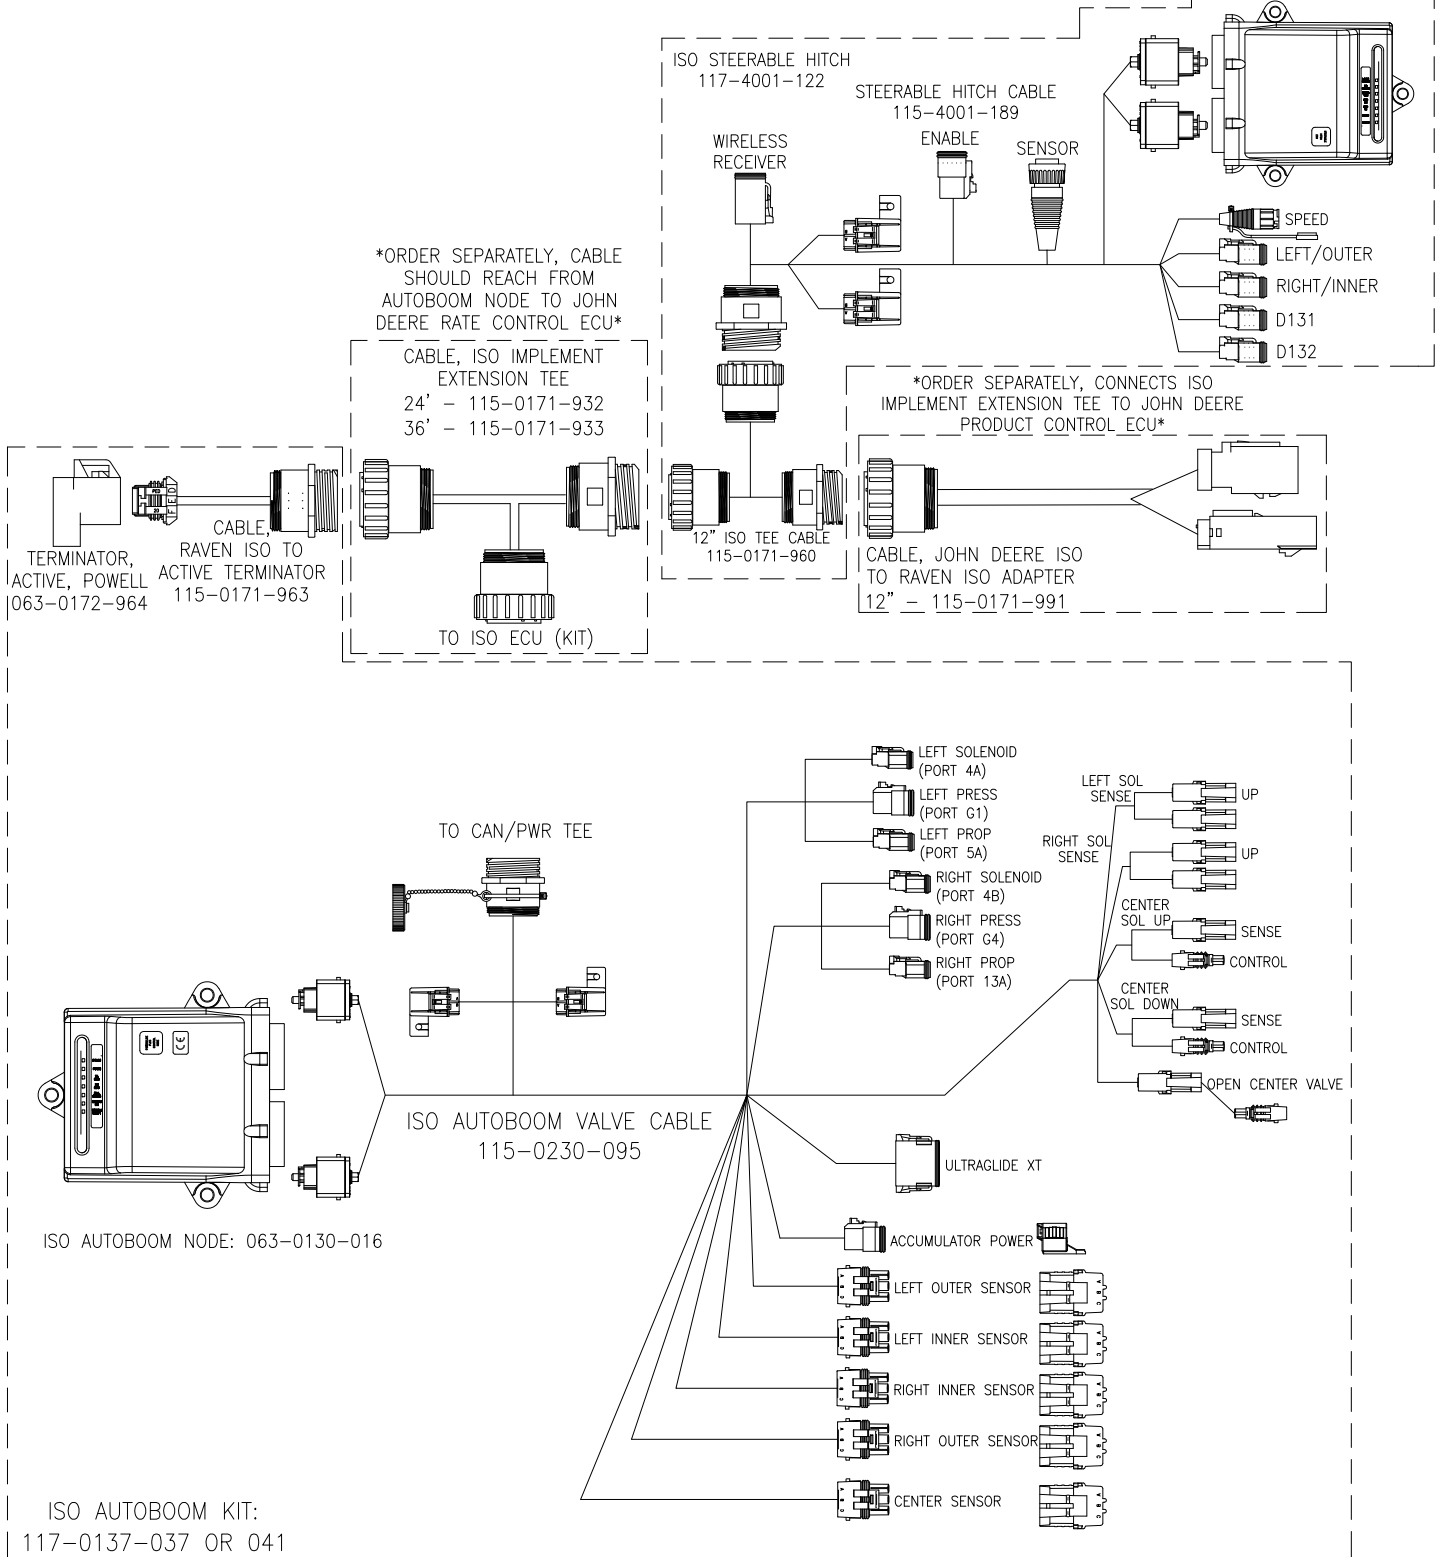 ISO STEERABLE HITCH
117-4001-122
STEERABLE HITCH CABLE
115-4001-189
WIRELESS
RECEIVER
ENABLE
SENSOR
SPEED
LEFT/OUTER
RIGHT/INNER
D131
D132
*ORDER SEPARATELY, CABLE
SHOULD REACH FROM
AUTOBOOM NODE TO JOHN
DEERE RATE CONTROL ECU*
CABLE, ISO IMPLEMENT
EXTENSION TEE
24' - 115-0171-932
36' - 115-0171-933
*ORDER SEPARATELY, CONNECTS ISO
IMPLEMENT EXTENSION TEE TO JOHN DEERE
PRODUCT CONTROL ECU*
TERMINATOR,
ACTIVE, POWELL
063-0172-964
CABLE,
RAVEN ISO TO
ACTIVE TERMINATOR
115-0171-963
TO ISO ECU (KIT)
12" ISO TEE CABLE
115-0171-960
CABLE, JOHN DEERE ISO
TO RAVEN ISO ADAPTER
12" - 115-0171-991
TO CAN/PWR TEE
LEFT SOLENOID
(PORT 4A)
LEFT PRESS
(PORT G1)
LEFT PROP
(PORT 5A)
RIGHT SOLENOID
(PORT 4B)
RIGHT PRESS
(PORT G4)
RIGHT PROP
(PORT 13A)
LEFT SOL
SENSE
UP
RIGHT SOL
SENSE
UP
CENTER
SOL UP
SENSE
CONTROL
CENTER
SOL DOWN
SENSE
CONTROL
OPEN CENTER VALVE
CE
ISO AUTOBOOM VALVE CABLE
115-0230-095
ISO AUTOBOOM NODE: 063-0130-016
ULTRAGLIDE XT
ACCUMULATOR POWER
LEFT OUTER SENSOR
LEFT INNER SENSOR
RIGHT INNER SENSOR
RIGHT OUTER SENSOR
CENTER SENSOR
ISO AUTOBOOM KIT:
117-0137-037 OR 041